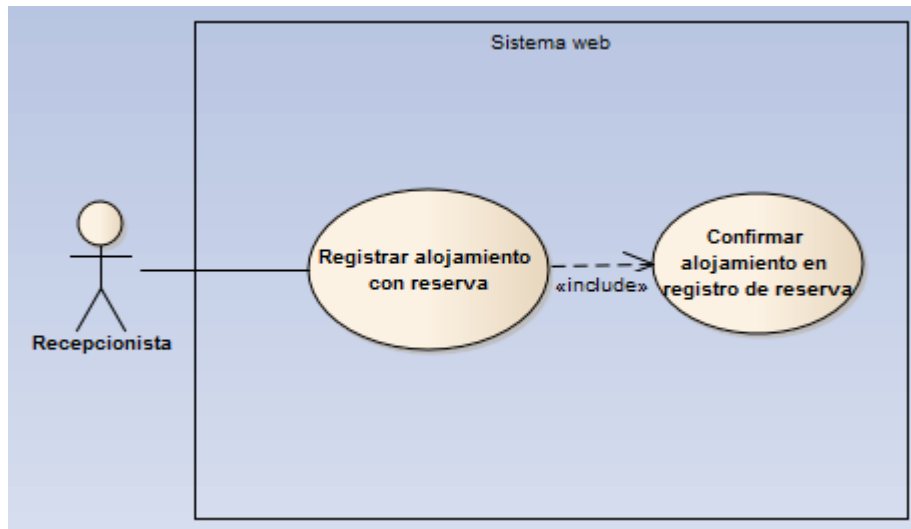 Sistema web
Registrar alojamiento
con reserva
«include»
Confirmar
alojamiento en
registro de reserva
Recepcionista